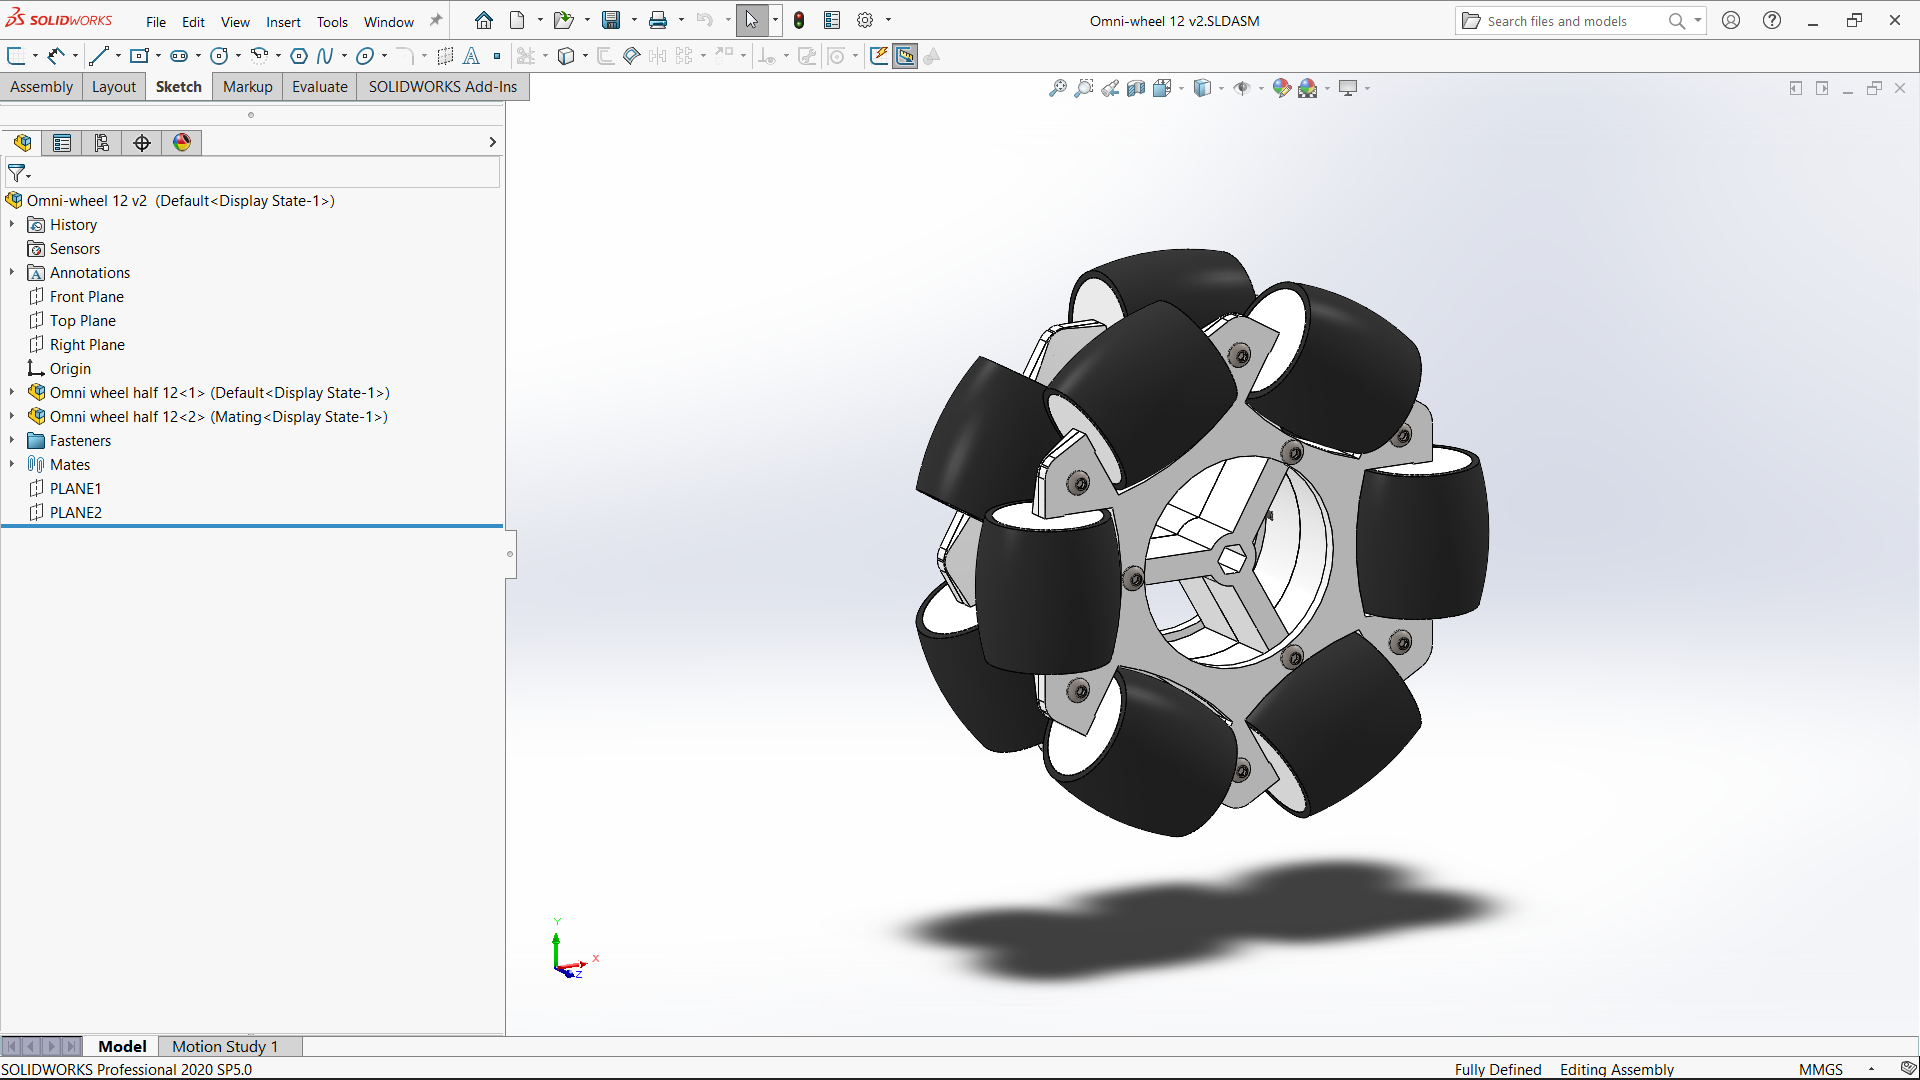 SOLIDWORKS File Edit View Insert Tools Window Omni-wheel 12 v2.SLDASM Search files and models
Assembly Layout Sketch Markup Evaluate SOLIDWORKS Add-Ins
Omni-wheel 12 v2 (Default<Display State-1>)
History
Sensors
Annotations
Front Plane
Top Plane
Right Plane
Origin
Omni wheel half 12<1> (Default<Display State-1>)
Omni wheel half 12<2> (Mating<Display State-1>)
Fasteners
Mates
PLANE1
PLANE2
Y
X
Z
Model Motion Study 1
SOLIDWORKS Professional 2020 SP5.0 Fully Defined Editing Assembly MMGS